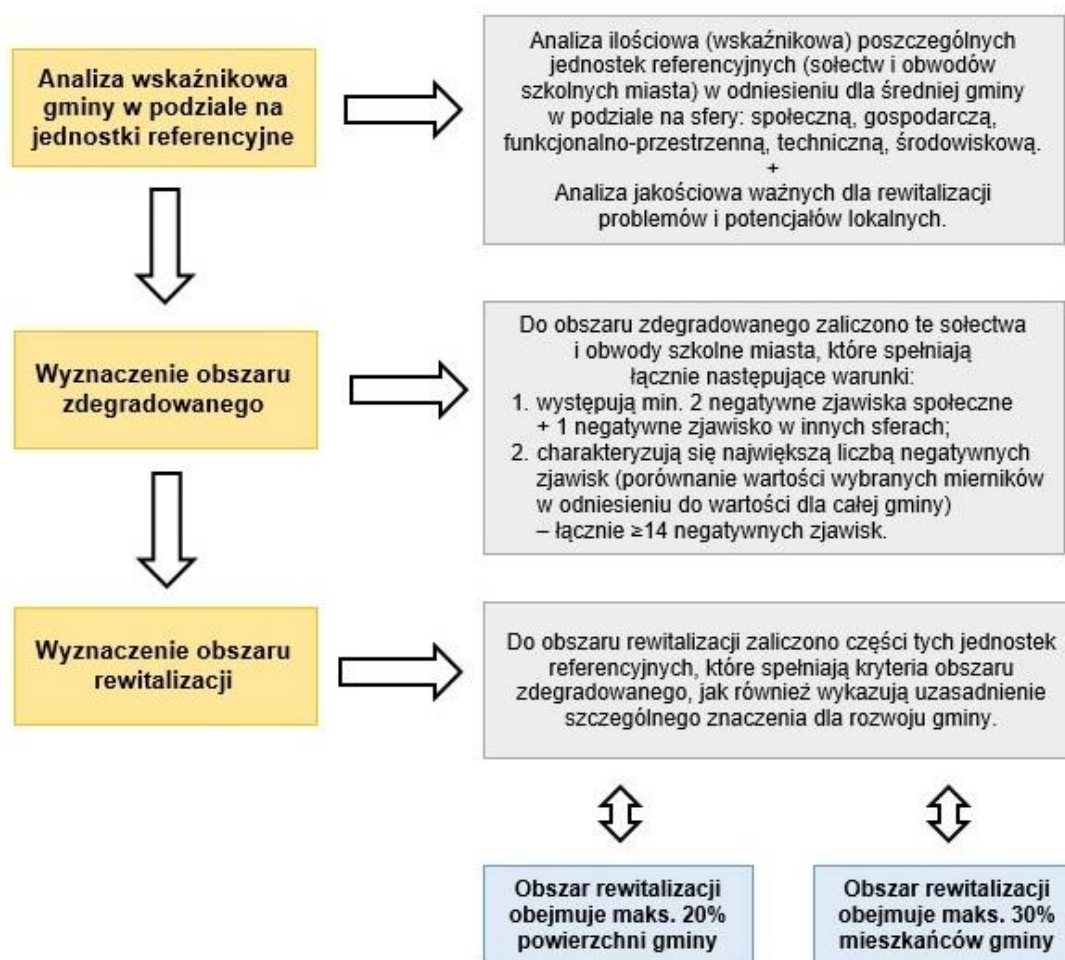 Analiza wskaźnikowa
gminy w podziale na
jednostki referencyjne
Analiza ilościowa (wskaźnikowa) poszczególnych
jednostek referencyjnych (sołectw i obwodów
szkolnych miasta) w odniesieniu dla średniej gminy
w podziale na sfery: społeczną, gospodarczą,
funkcjonalno-przestrzenną, techniczną, środowiskową.
+
Analiza jakościowa ważnych dla rewitalizacji
problemów i potencjałów lokalnych.
Wyznaczenie obszaru
zdegradowanego
Do obszaru zdegradowanego zaliczono te sołectwa
i obwody szkolne miasta, które spełniają
łącznie następujące warunki:
1. występują min. 2 negatywne zjawiska społeczne
+ 1 negatywne zjawisko w innych sferach;
2. charakteryzują się największą liczbą negatywnych
zjawisk (porównanie wartości wybranych mierników
w odniesieniu do wartości dla całej gminy)
– łącznie ≥14 negatywnych zjawisk.
Wyznaczenie obszaru
rewitalizacji
Do obszaru rewitalizacji zaliczono części tych jednostek
referencyjnych, które spełniają kryteria obszaru
zdegradowanego, jak również wykazują uzasadnienie
szczególnego znaczenia dla rozwoju gminy.
Obszar rewitalizacji
obejmuje maks. 20%
powierzchni gminy
Obszar rewitalizacji
obejmuje maks. 30%
mieszkańców gminy